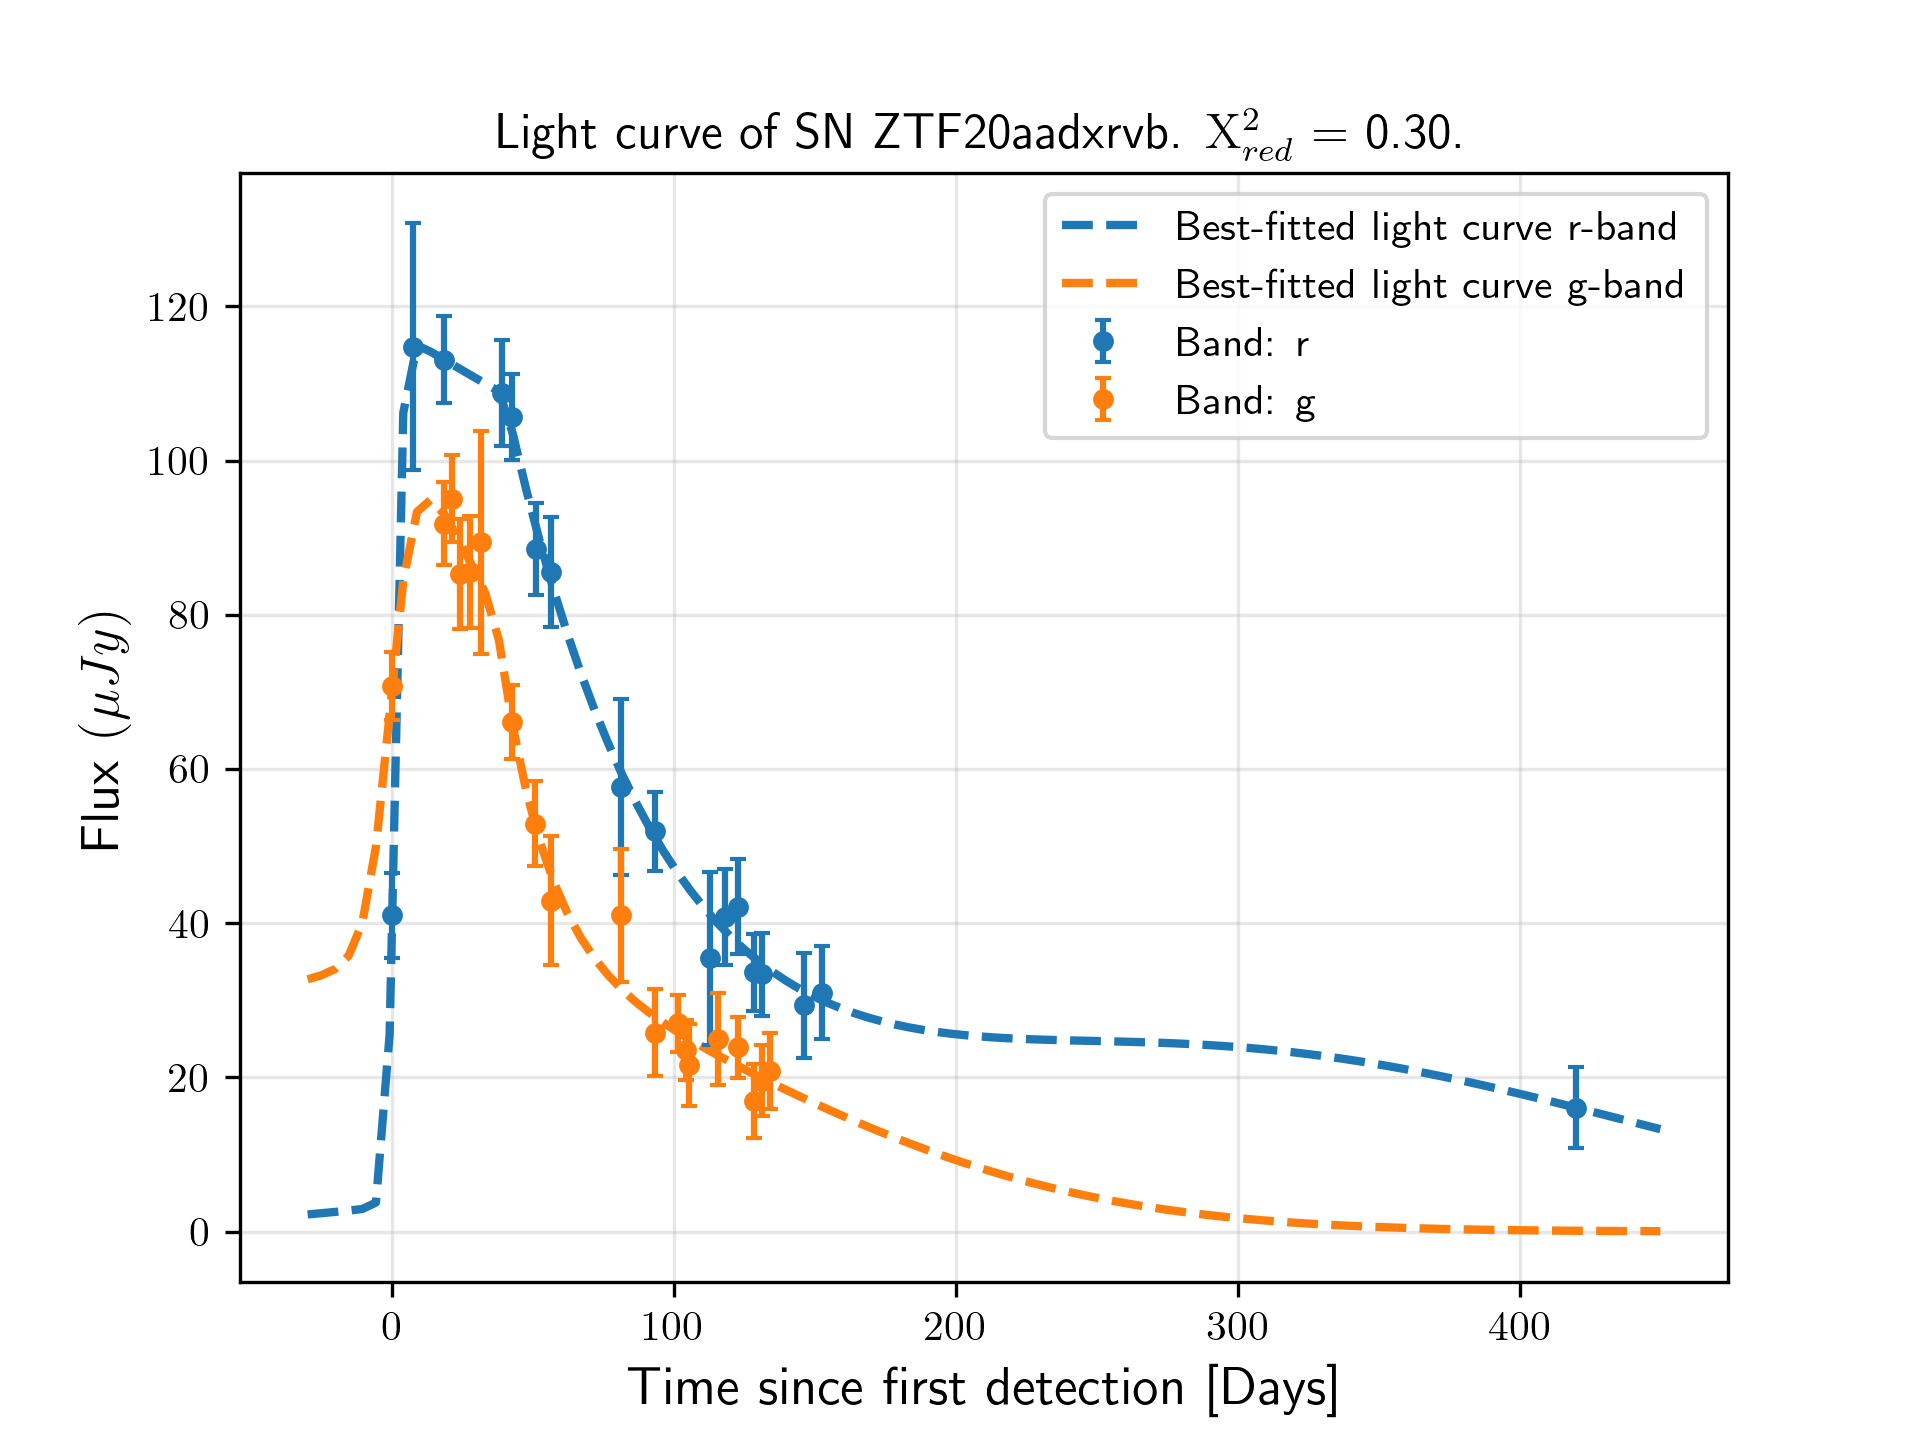 Light curve of SN ZTF20aadxrvb. X²_red = 0.30.
Best-fitted light curve r-band
Best-fitted light curve g-band
Band: r
Band: g
120
100
80
60
40
20
0
Flux (μJy)
0 100 200 300 400
Time since first detection [Days]